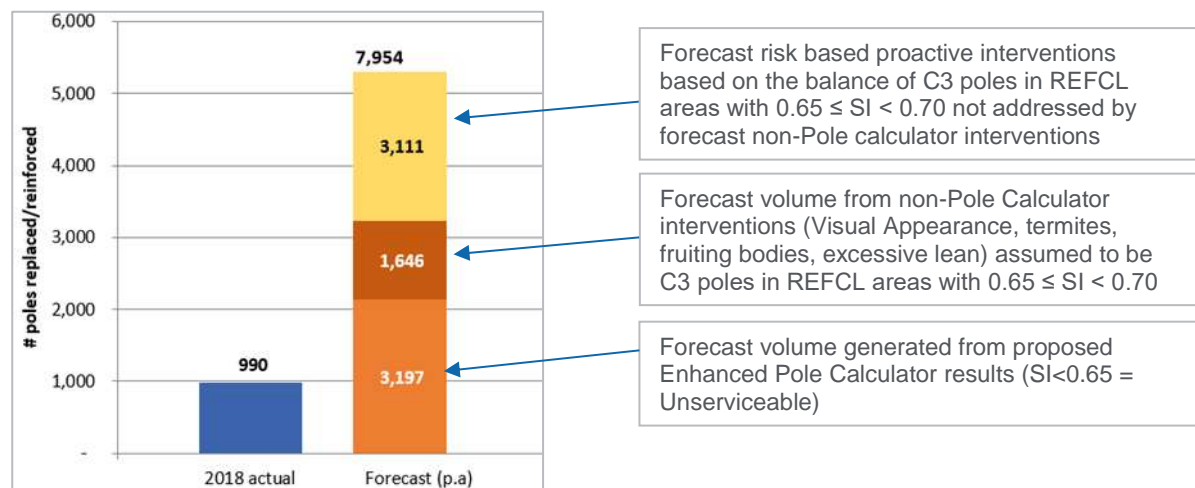 6,000
7,954
5,000
3,111
4,000
3,000
1,646
2,000
990
1,000
3,197
-
# poles replaced/reinforced
2018 actual
Forecast (p.a)
Forecast risk based proactive interventions
based on the balance of C3 poles in REFCL
areas with 0.65 ≤ SI < 0.70 not addressed by
forecast non-Pole calculator interventions
Forecast volume from non-Pole Calculator
interventions (Visual Appearance, termites,
fruiting bodies, excessive lean) assumed to be
C3 poles in REFCL areas with 0.65 ≤ SI < 0.70
Forecast volume generated from proposed
Enhanced Pole Calculator results (SI<0.65 =
Unserviceable)